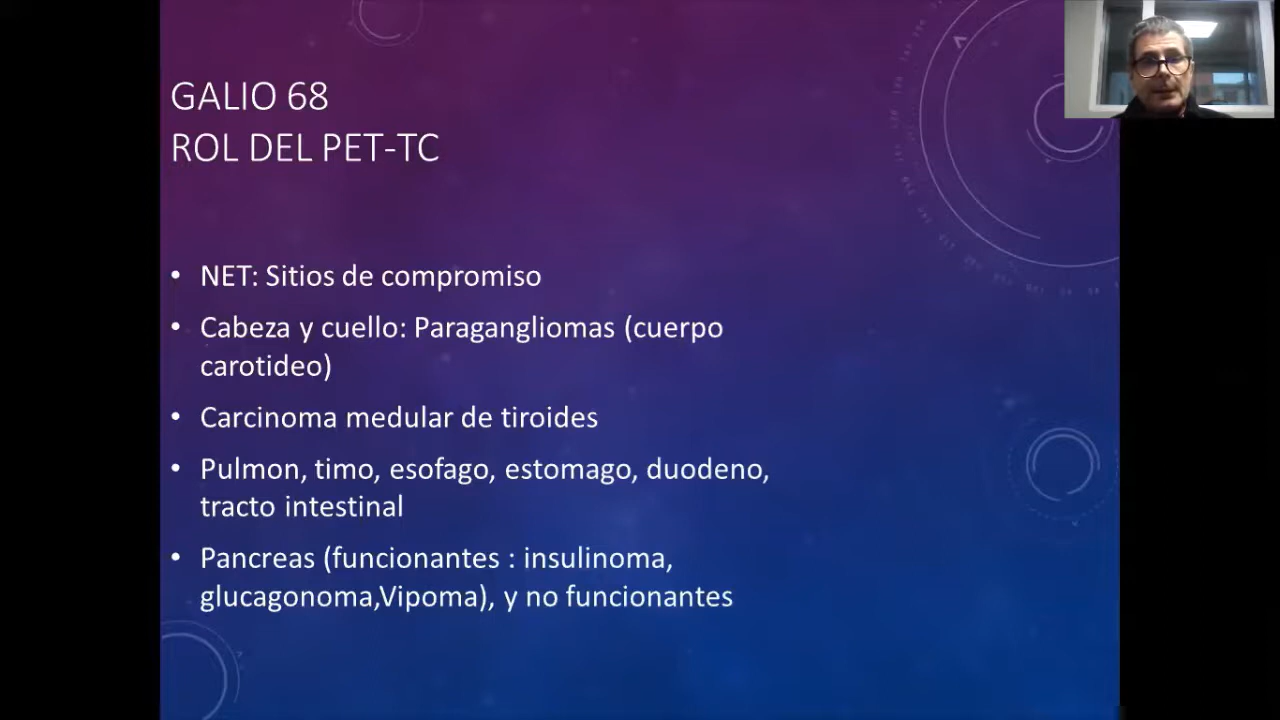 GALIO 68
ROL DEL PET-TC
• NET: Sitios de compromiso
• Cabeza y cuello: Paragangliomas (cuerpo
carotideo)
• Carcinoma medular de tiroides
• Pulmon, timo, esofago, estomago, duodeno,
tracto intestinal
• Pancreas (funcionantes : insulinoma,
glucagonoma,Vipoma), y no funcionantes